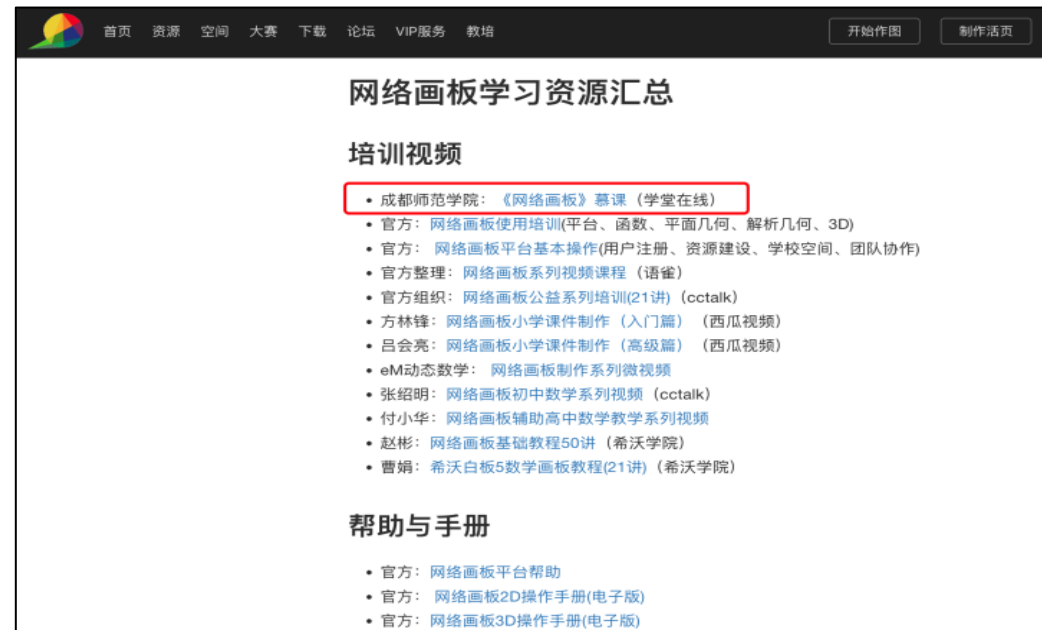 首页 资源 空间 大赛 下载 论坛 VIP服务 教培 开始作图 制作活页
网络画板学习资源汇总
培训视频
• 成都师范学院：《网络画板》慕课（学堂在线）
• 官方：网络画板使用培训(平台、函数、平面几何、解析几何、3D)
• 官方： 网络画板平台基本操作(用户注册、资源建设、学校空间、团队协作)
• 官方整理：网络画板系列视频课程（语雀）
• 官方组织：网络画板公益系列培训(21讲)（cctalk）
• 方林锋：网络画板小学课件制作（入门篇）（西瓜视频）
• 吕会亮：网络画板小学课件制作（高级篇）（西瓜视频）
• eM动态数学： 网络画板制作系列微视频
• 张绍明：网络画板初中数学系列视频（cctalk）
• 付小华：网络画板辅助高中数学教学系列视频
• 赵彬：网络画板基础教程50讲（希沃学院）
• 曹娟：希沃白板5数学画板教程(21讲)（希沃学院）
帮助与手册
• 官方：网络画板平台帮助
• 官方： 网络画板2D操作手册(电子版)
• 官方：网络画板3D操作手册(电子版)